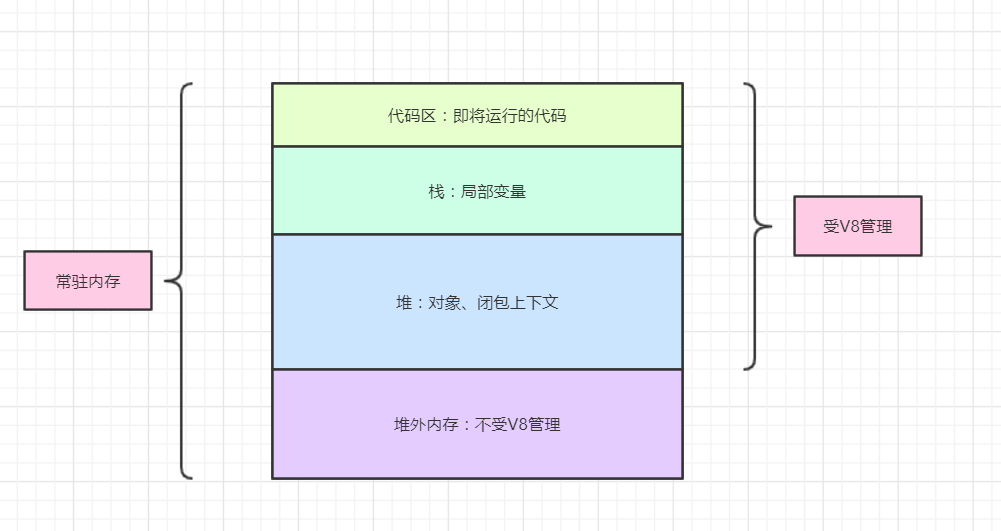 代码区：即将运行的代码
栈：局部变量
受V8管理
常驻内存
堆：对象、闭包上下文
堆外内存：不受V8管理